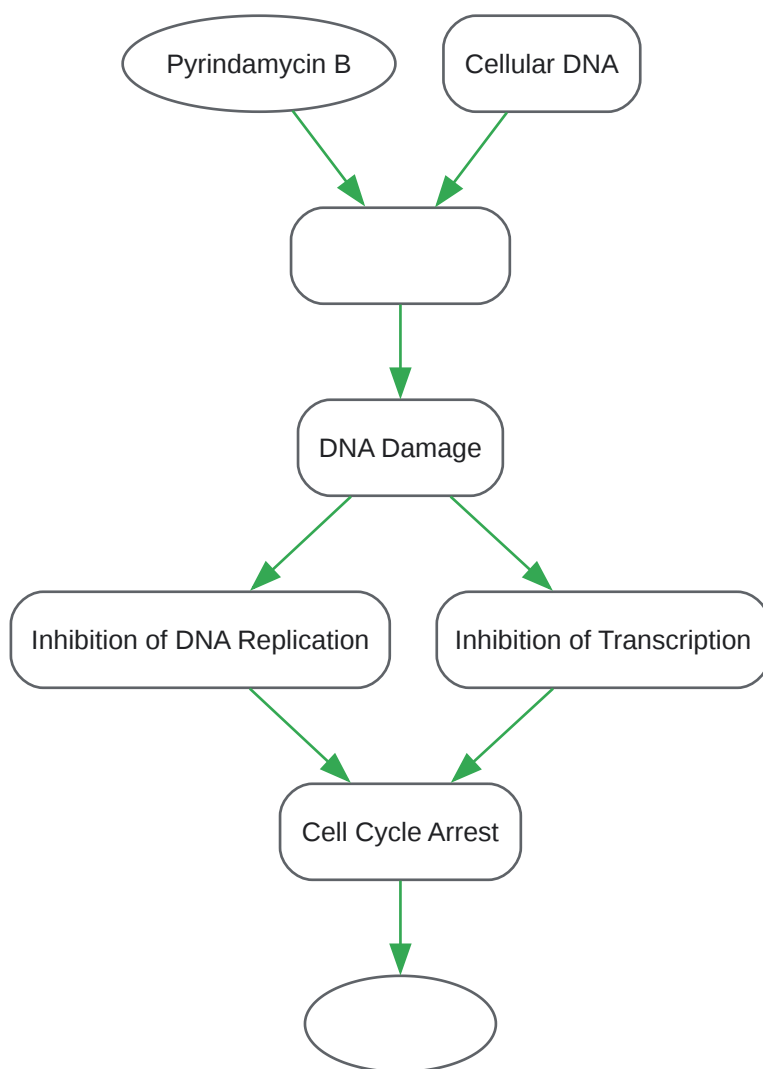 Pyrindamycin B
Cellular DNA
DNA Damage
Inhibition of DNA Replication
Inhibition of Transcription
Cell Cycle Arrest